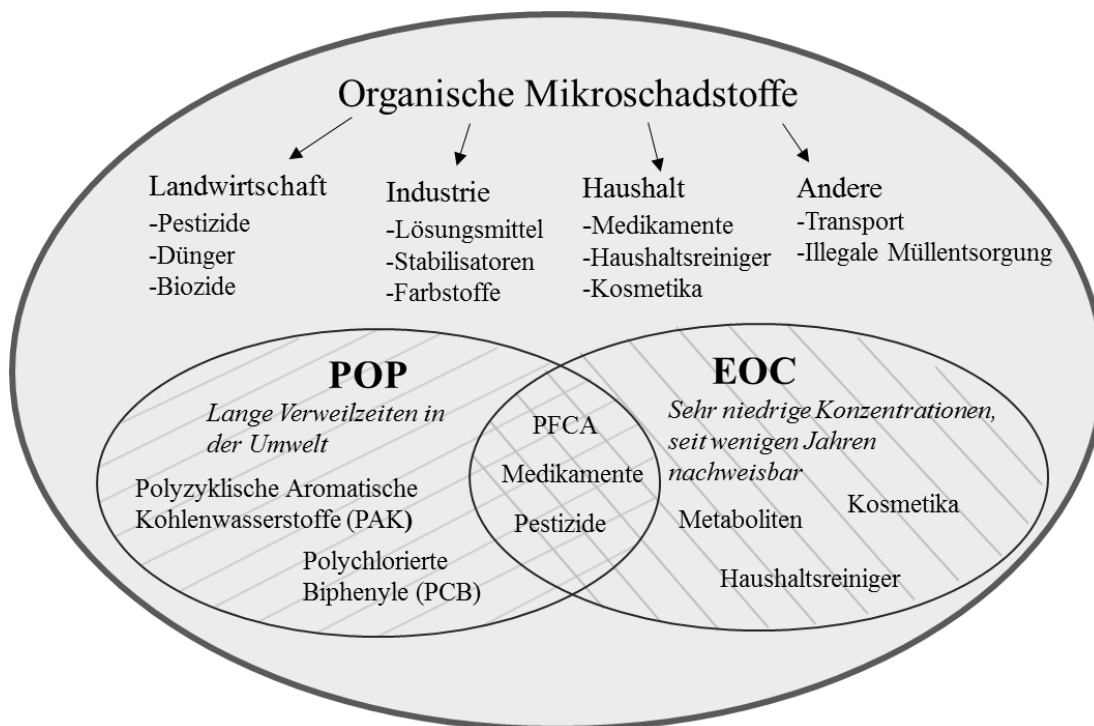 Organische Mikroschadstoffe
Landwirtschaft
-Pestizide
-Dünger
-Biozide
Industrie
-Lösungsmittel
-Stabilisatoren
-Farbstoffe
Haushalt
-Medikamente
-Haushaltsreiniger
-Kosmetika
Andere
-Transport
-Illegale Müllentsorgung
POP
Lange Verweilzeiten in
der Umwelt
Polyzyklische Aromatische
Kohlenwasserstoffe (PAK)
Polychlorierte
Biphenyle (PCB)
PFCA
Medikamente
Pestizide
EOC
Sehr niedrige Konzentrationen,
seit wenigen Jahren
nachweisbar
Kosmetika
Metaboliten
Haushaltsreiniger